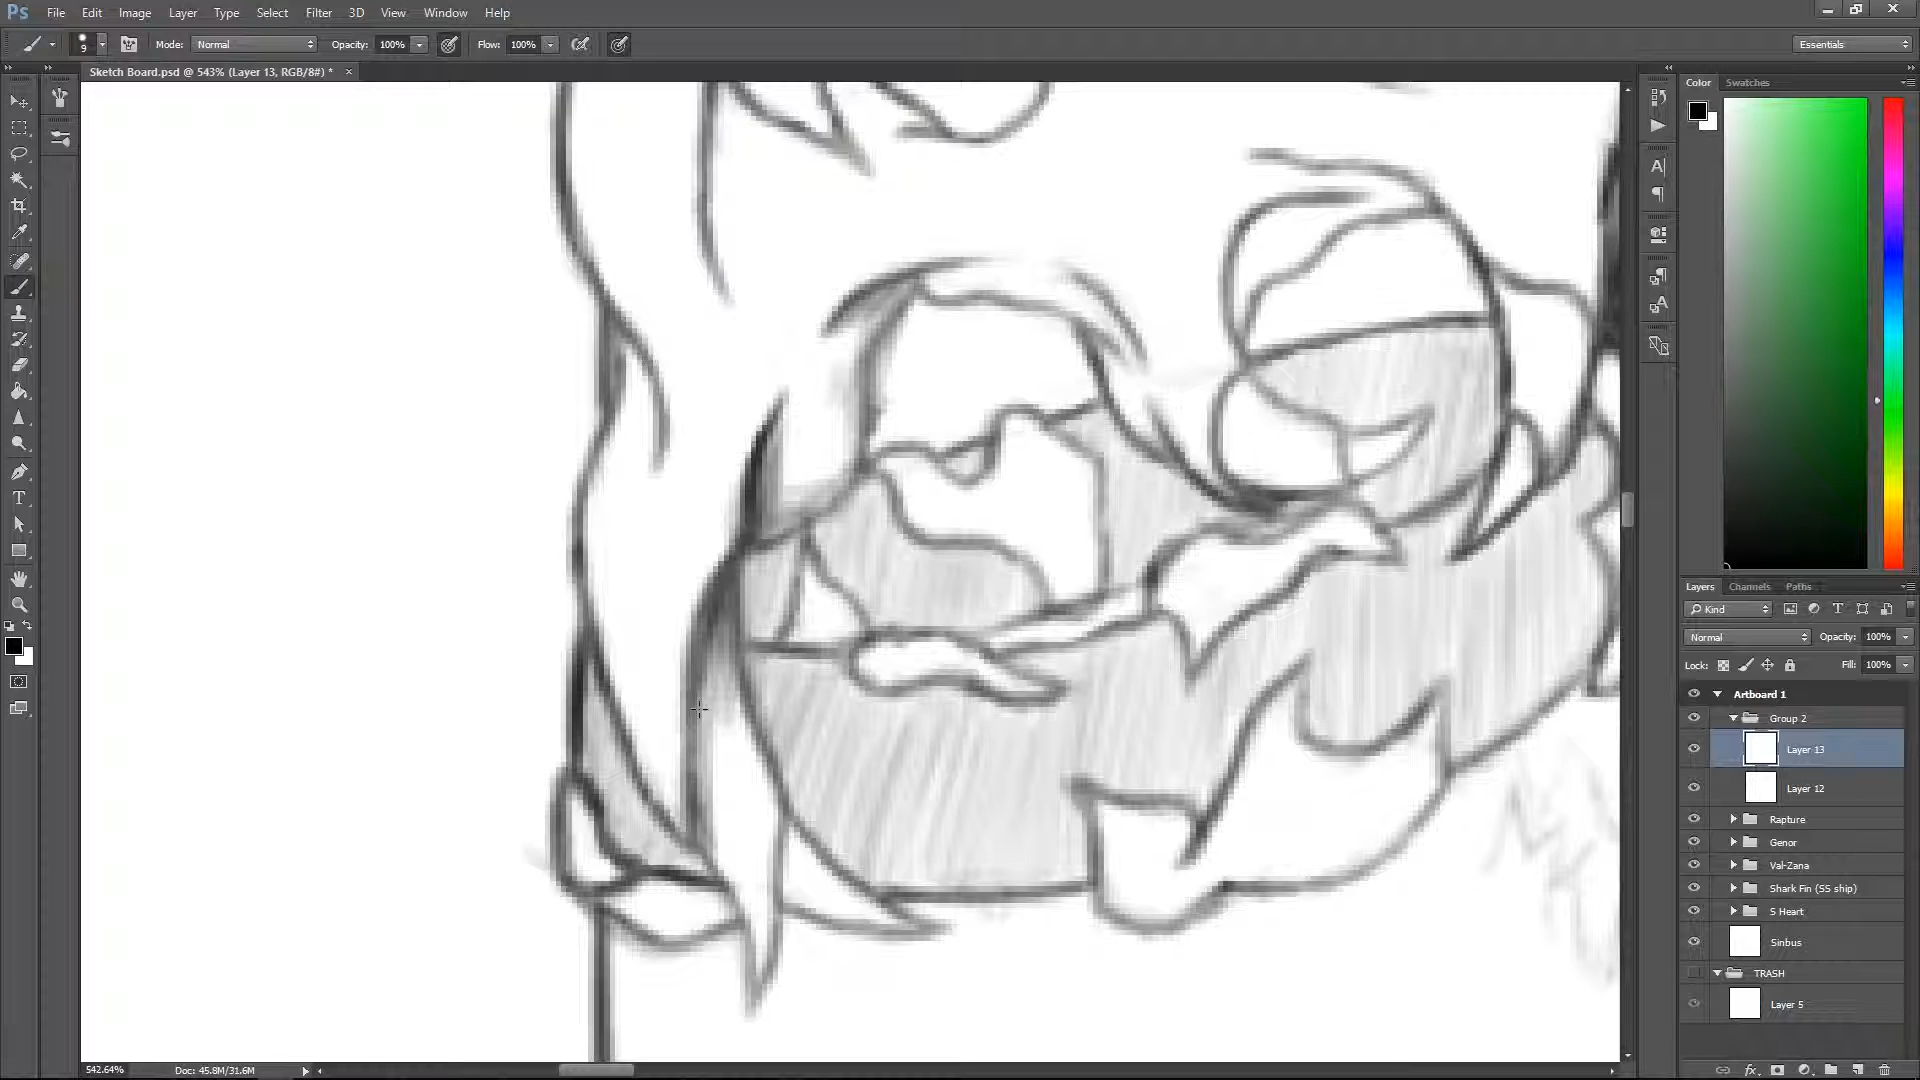 Ps File Edit Image Layer Type Select Filter 3D View Window Help
9 Mode: Normal Opacity: 100% Flow: 100% Essentials
Sketch Board.psd @ 543% (Layer 13, RGB/8#) * ×
Color Swatches
Layers Channels Paths
Kind
Normal Opacity: 100%
Lock: Fill: 100%
Artboard 1
Group 2
Layer 13
Layer 12
Rapture
Genor
Val-Zana
Shark Fin (SS ship)
S Heart
Sinbus
TRASH
Layer 5
542.64% Doc: 45.8M/31.6M